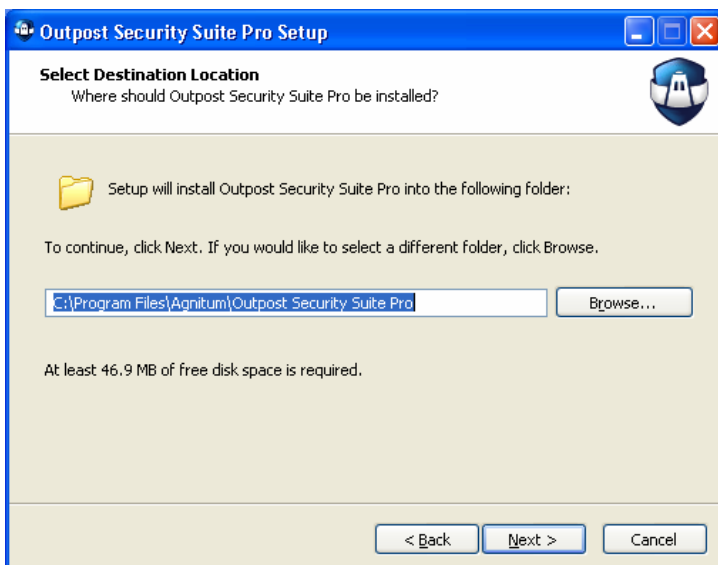 Outpost Security Suite Pro Setup
Select Destination Location
Where should Outpost Security Suite Pro be installed?
Setup will install Outpost Security Suite Pro into the following folder:
To continue, click Next. If you would like to select a different folder, click Browse.
C:\Program Files\Agnitum\Outpost Security Suite Pro
Browse...
At least 46.9 MB of free disk space is required.
< Back
Next >
Cancel